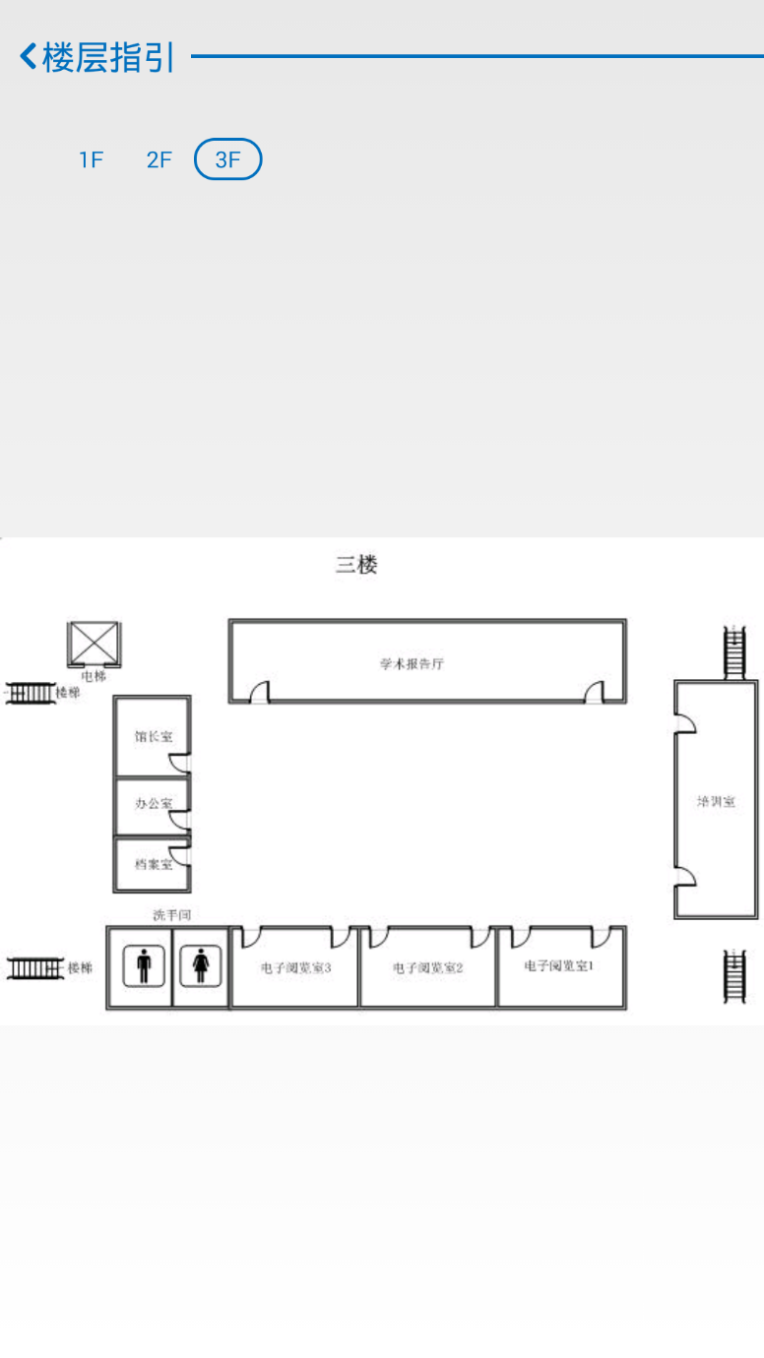 楼层指引
1F 2F 3F
三楼
学术报告厅
电梯
楼梯
馆长室
办公室
培训室
档案室
洗手间
楼梯
电子阅览室3
电子阅览室2
电子阅览室1